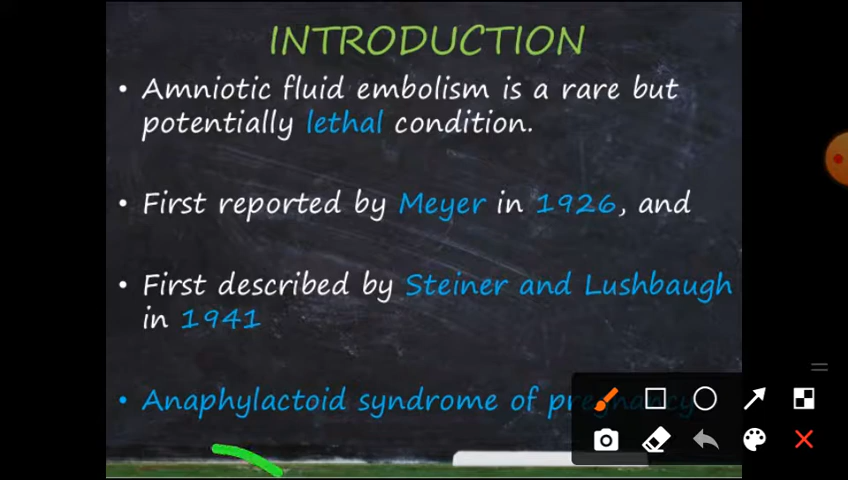 INTRODUCTION
• Amniotic fluid embolism is a rare but
potentially lethal condition.
• First reported by Meyer in 1926, and
• First described by Steiner and Lushbaugh
in 1941
• Anaphylactoid syndrome of pregnancy